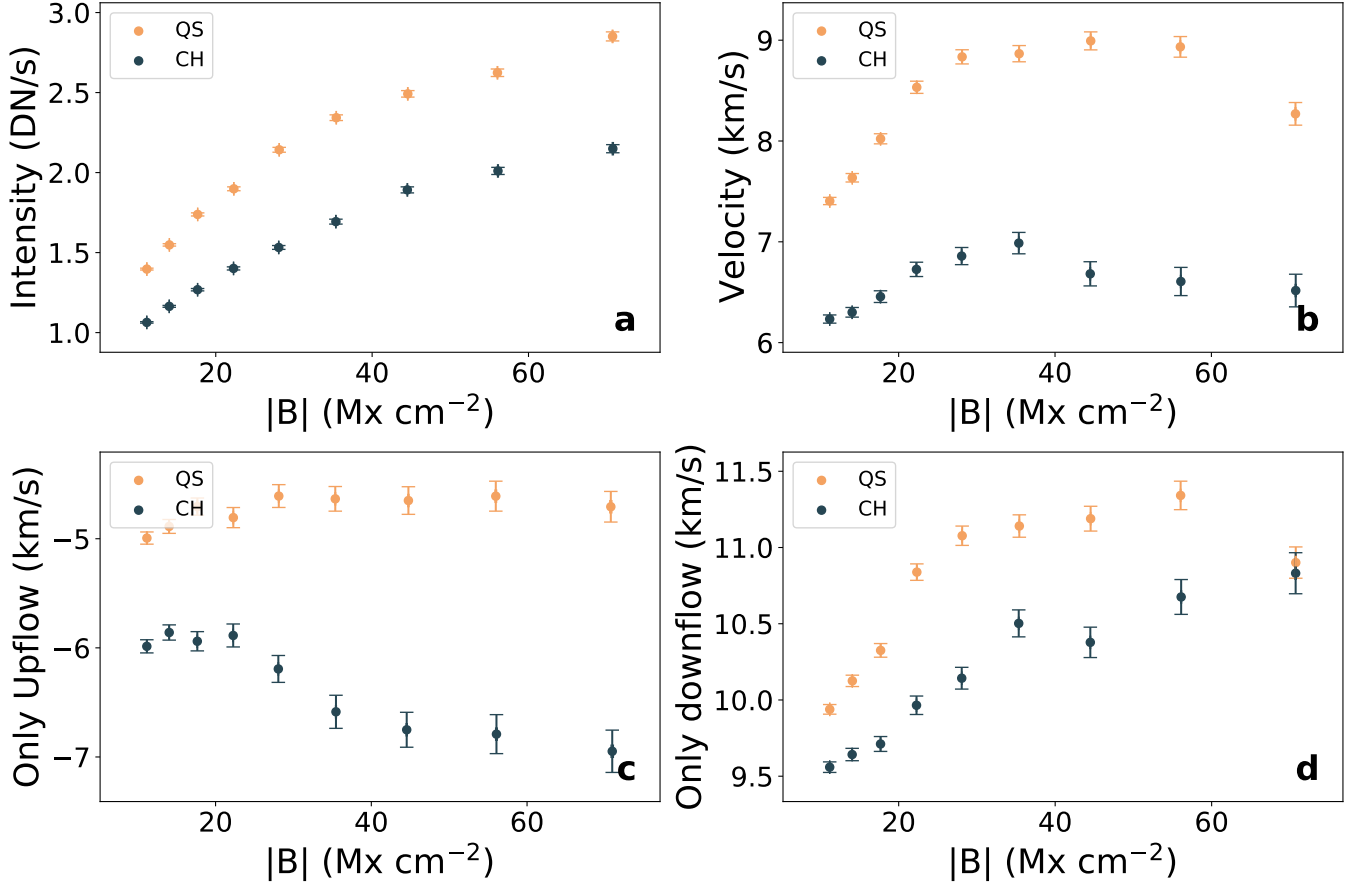 3.0
2.5
2.0
1.5
1.0
Intensity (DN/s)
QS
CH
a
20 40 60
|B| (Mx cm⁻²)
9
8
7
6
Velocity (km/s)
QS
CH
b
20 40 60
|B| (Mx cm⁻²)
−5
−6
−7
Only Upflow (km/s)
QS
CH
c
20 40 60
|B| (Mx cm⁻²)
11.5
11.0
10.5
10.0
9.5
Only downflow (km/s)
QS
CH
d
20 40 60
|B| (Mx cm⁻²)